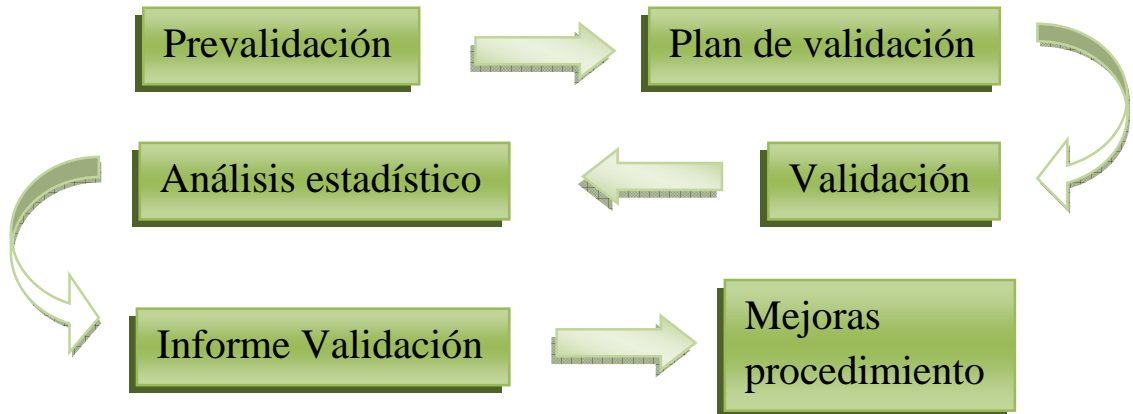 Prevalidación
Plan de validación
Validación
Análisis estadístico
Informe Validación
Mejoras
procedimiento